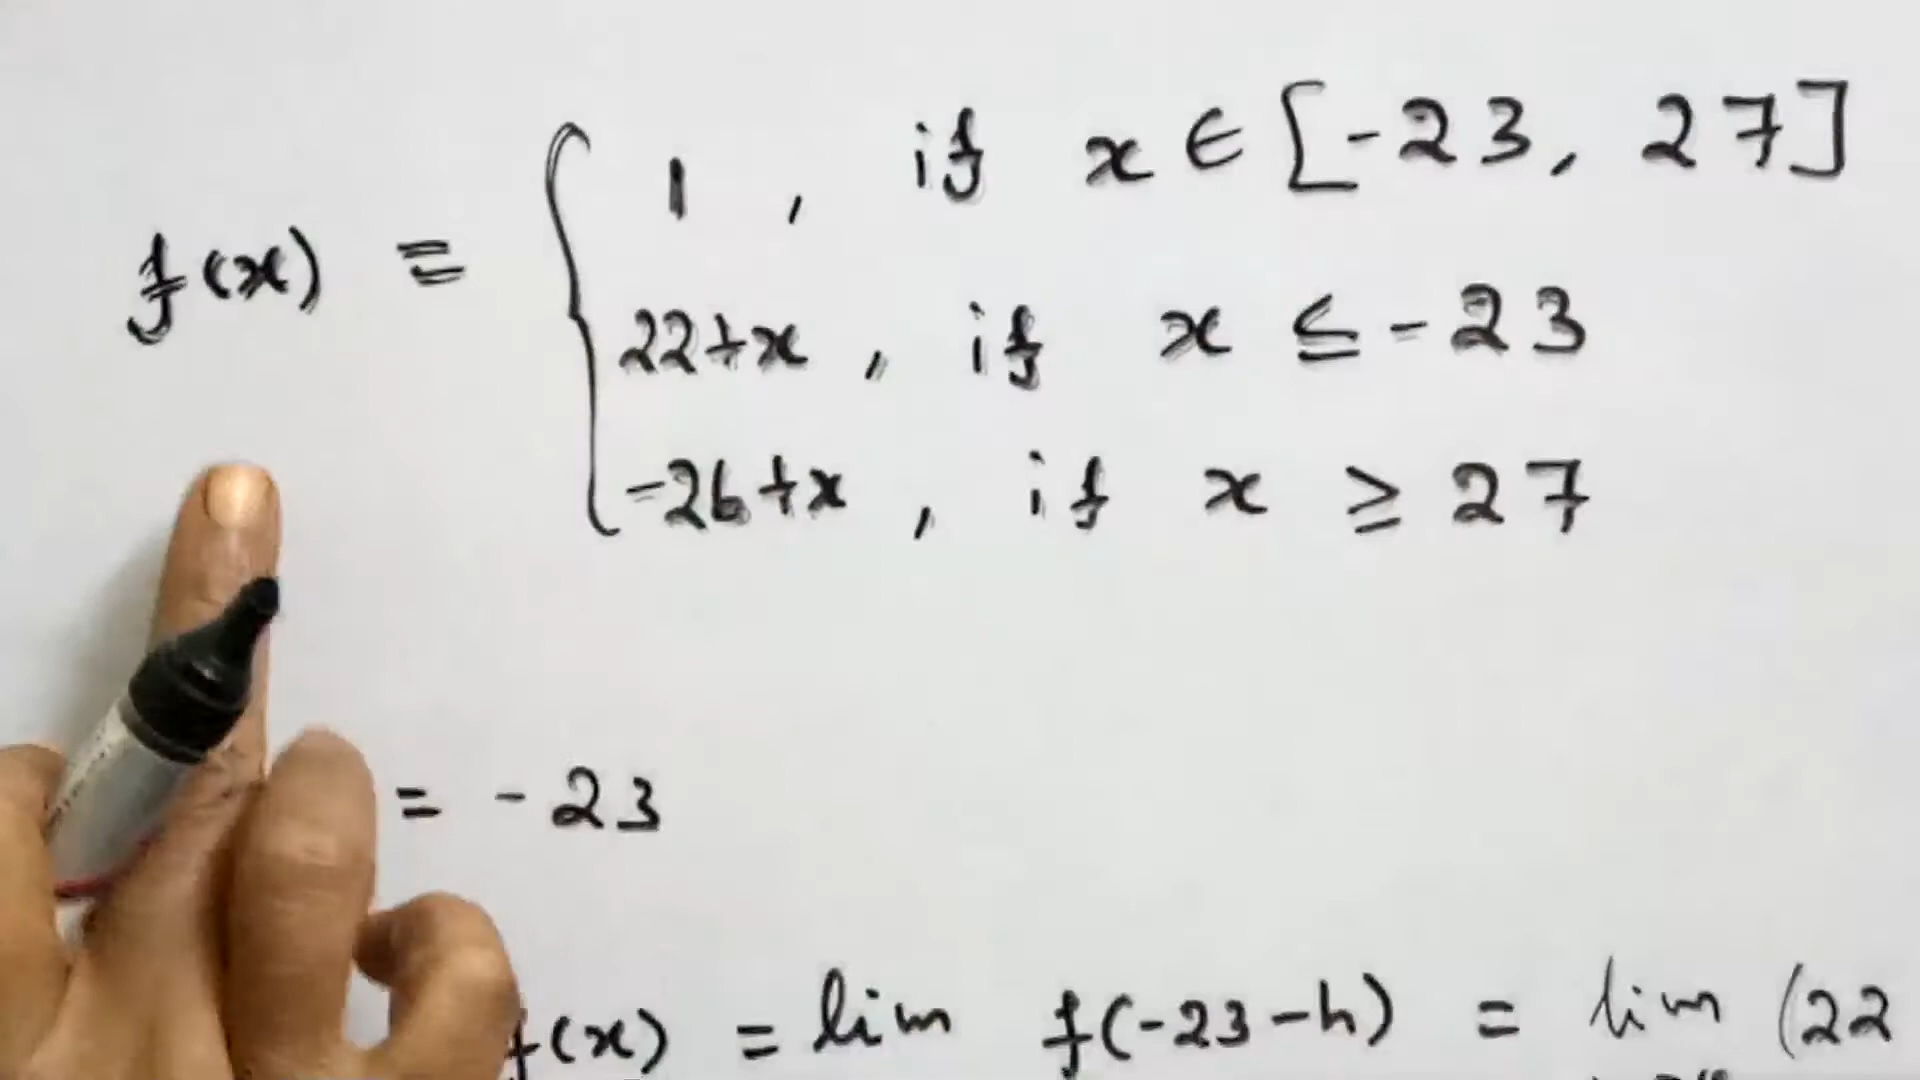 1 , if x ∈ [-23, 27]
f(x) =
22+x , if x ≤ -23
-26+x , if x ≥ 27
= -23
f(x) = lim f(-23-h) = lim (22